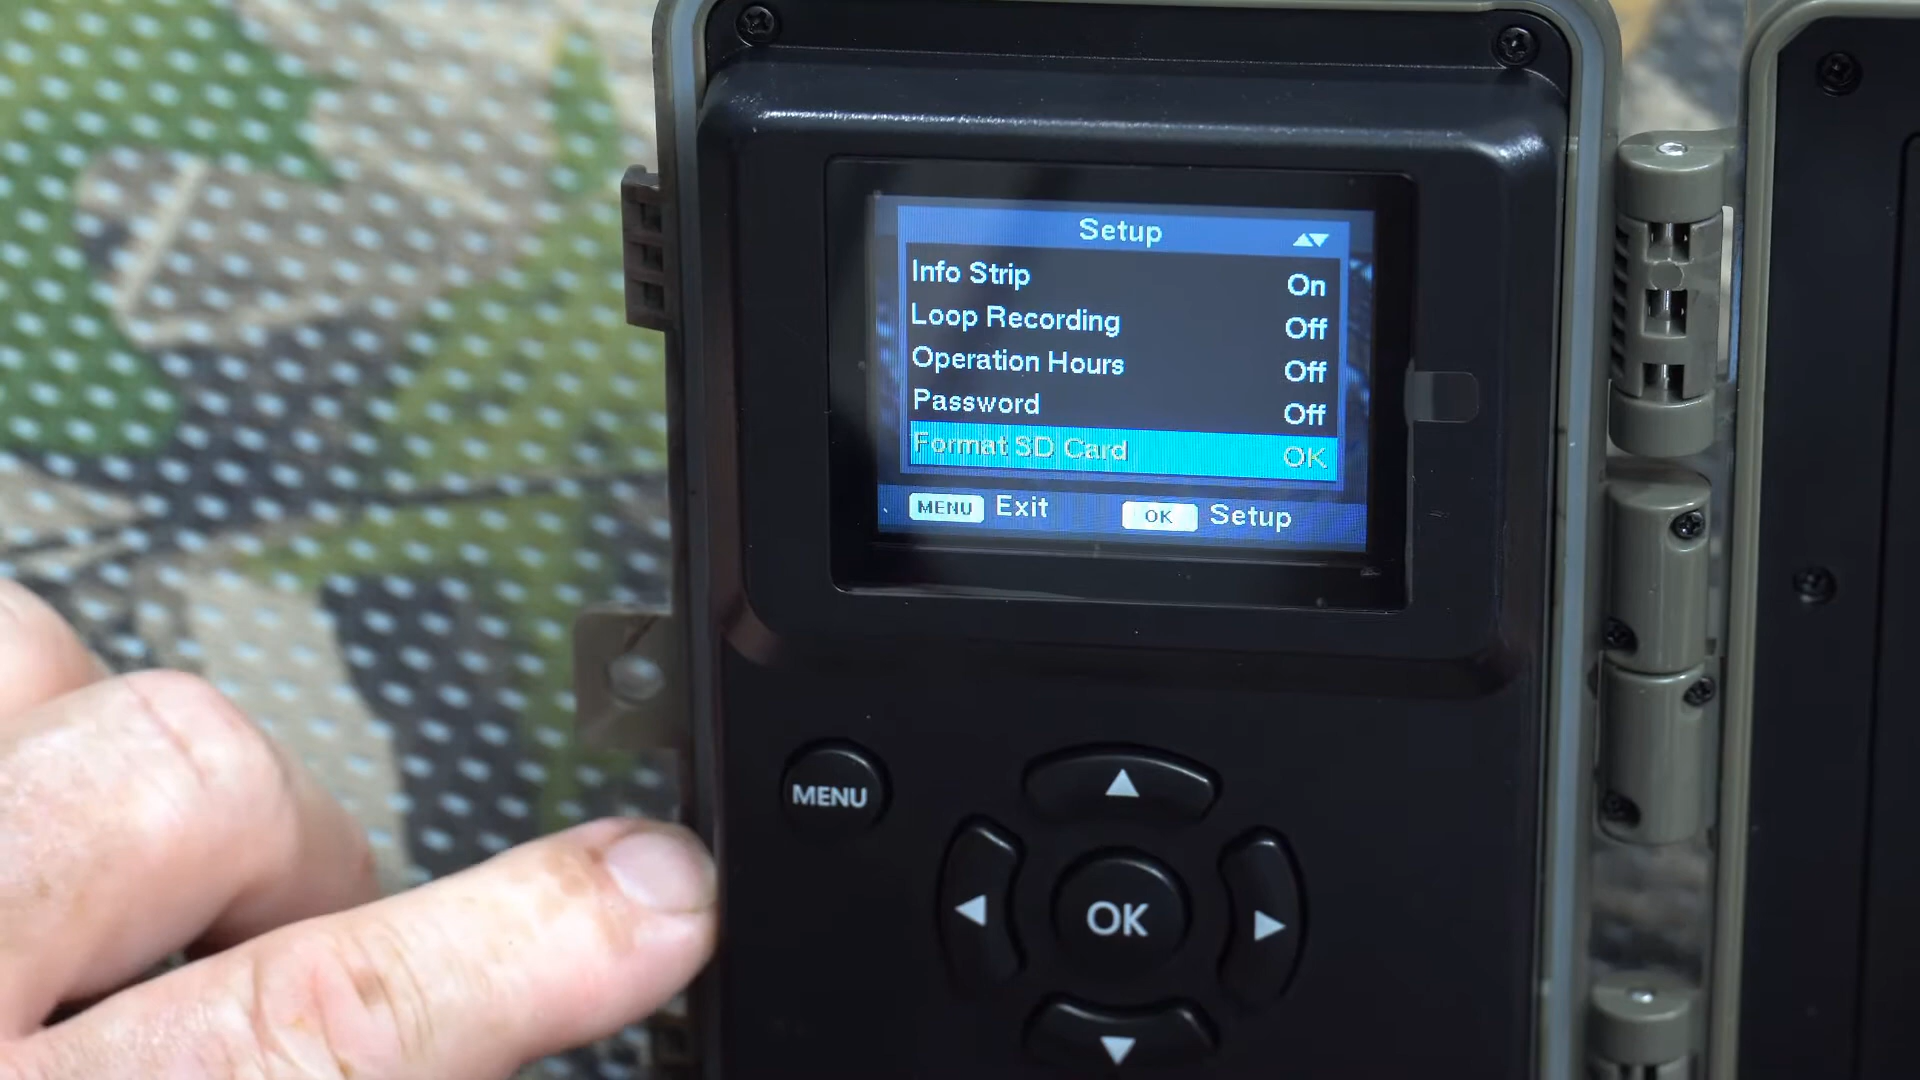 Setup
Info Strip On
Loop Recording Off
Operation Hours Off
Password Off
Format SD Card OK
MENU Exit OK Setup
MENU
OK